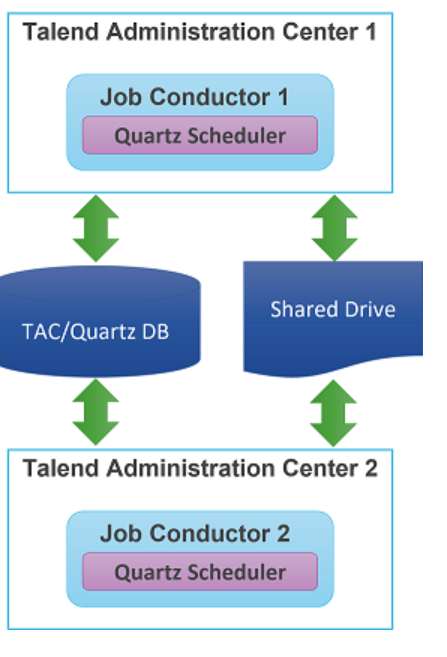 Talend Administration Center 1
Job Conductor 1
Quartz Scheduler
TAC/Quartz DB
Shared Drive
Talend Administration Center 2
Job Conductor 2
Quartz Scheduler